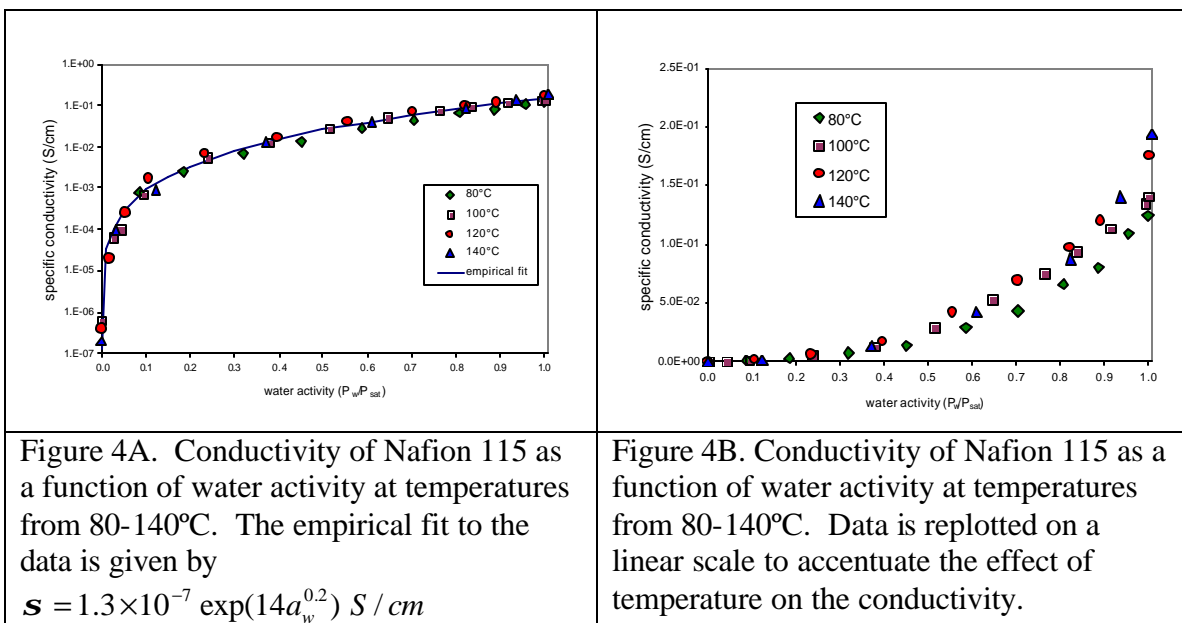 1.E+00
1.E-01
1.E-02
1.E-03
1.E-04
1.E-05
1.E-06
1.E-07
specific conductivity (S/cm)
0.0 0.1 0.2 0.3 0.4 0.5 0.6 0.7 0.8 0.9 1.0
water activity (P w/P sat)
80°C
100°C
120°C
140°C
empirical fit
2.5E-01
2.0E-01
1.5E-01
1.0E-01
5.0E-02
0.0E+00
specific conductivity (S/cm)
0.0 0.1 0.2 0.3 0.4 0.5 0.6 0.7 0.8 0.9 1.0
water activity (Pw/Psat)
80°C
100°C
120°C
140°C
Figure 4A. Conductivity of Nafion 115 as
a function of water activity at temperatures
from 80-140ºC. The empirical fit to the
data is given by
s = 1.3×10⁻⁷ exp(14a_w^0.2) S / cm
Figure 4B. Conductivity of Nafion 115 as a
function of water activity at temperatures
from 80-140ºC. Data is replotted on a
linear scale to accentuate the effect of
temperature on the conductivity.